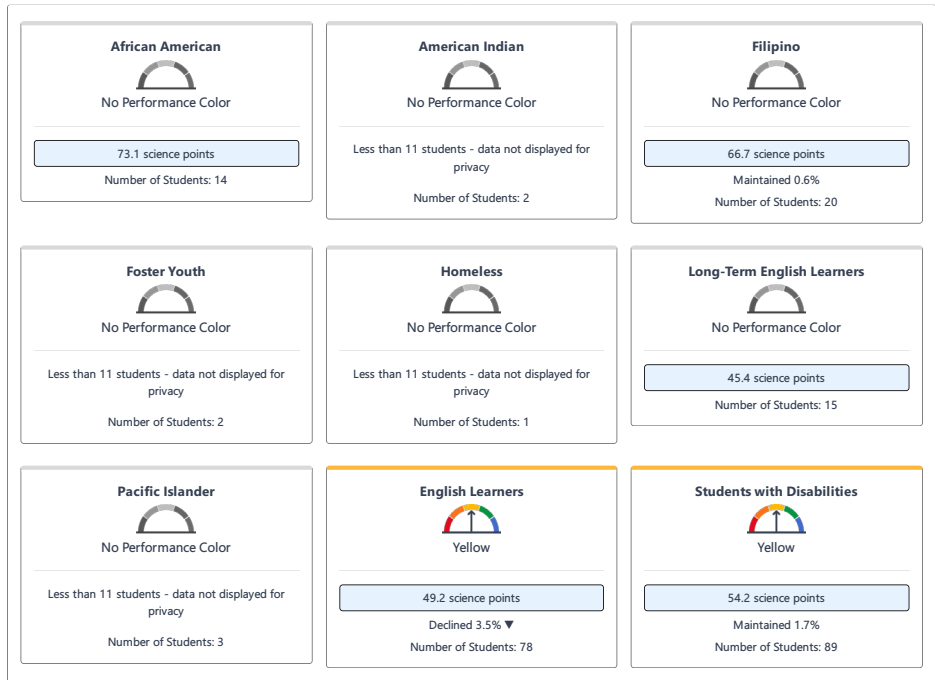 African American
No Performance Color
73.1 science points
Number of Students: 14
American Indian
No Performance Color
Less than 11 students - data not displayed for
privacy
Number of Students: 2
Filipino
No Performance Color
66.7 science points
Maintained 0.6%
Number of Students: 20
Foster Youth
No Performance Color
Less than 11 students - data not displayed for
privacy
Number of Students: 2
Homeless
No Performance Color
Less than 11 students - data not displayed for
privacy
Number of Students: 1
Long-Term English Learners
No Performance Color
45.4 science points
Number of Students: 15
Pacific Islander
No Performance Color
Less than 11 students - data not displayed for
privacy
Number of Students: 3
English Learners
Yellow
49.2 science points
Declined 3.5% ▼
Number of Students: 78
Students with Disabilities
Yellow
54.2 science points
Maintained 1.7%
Number of Students: 89